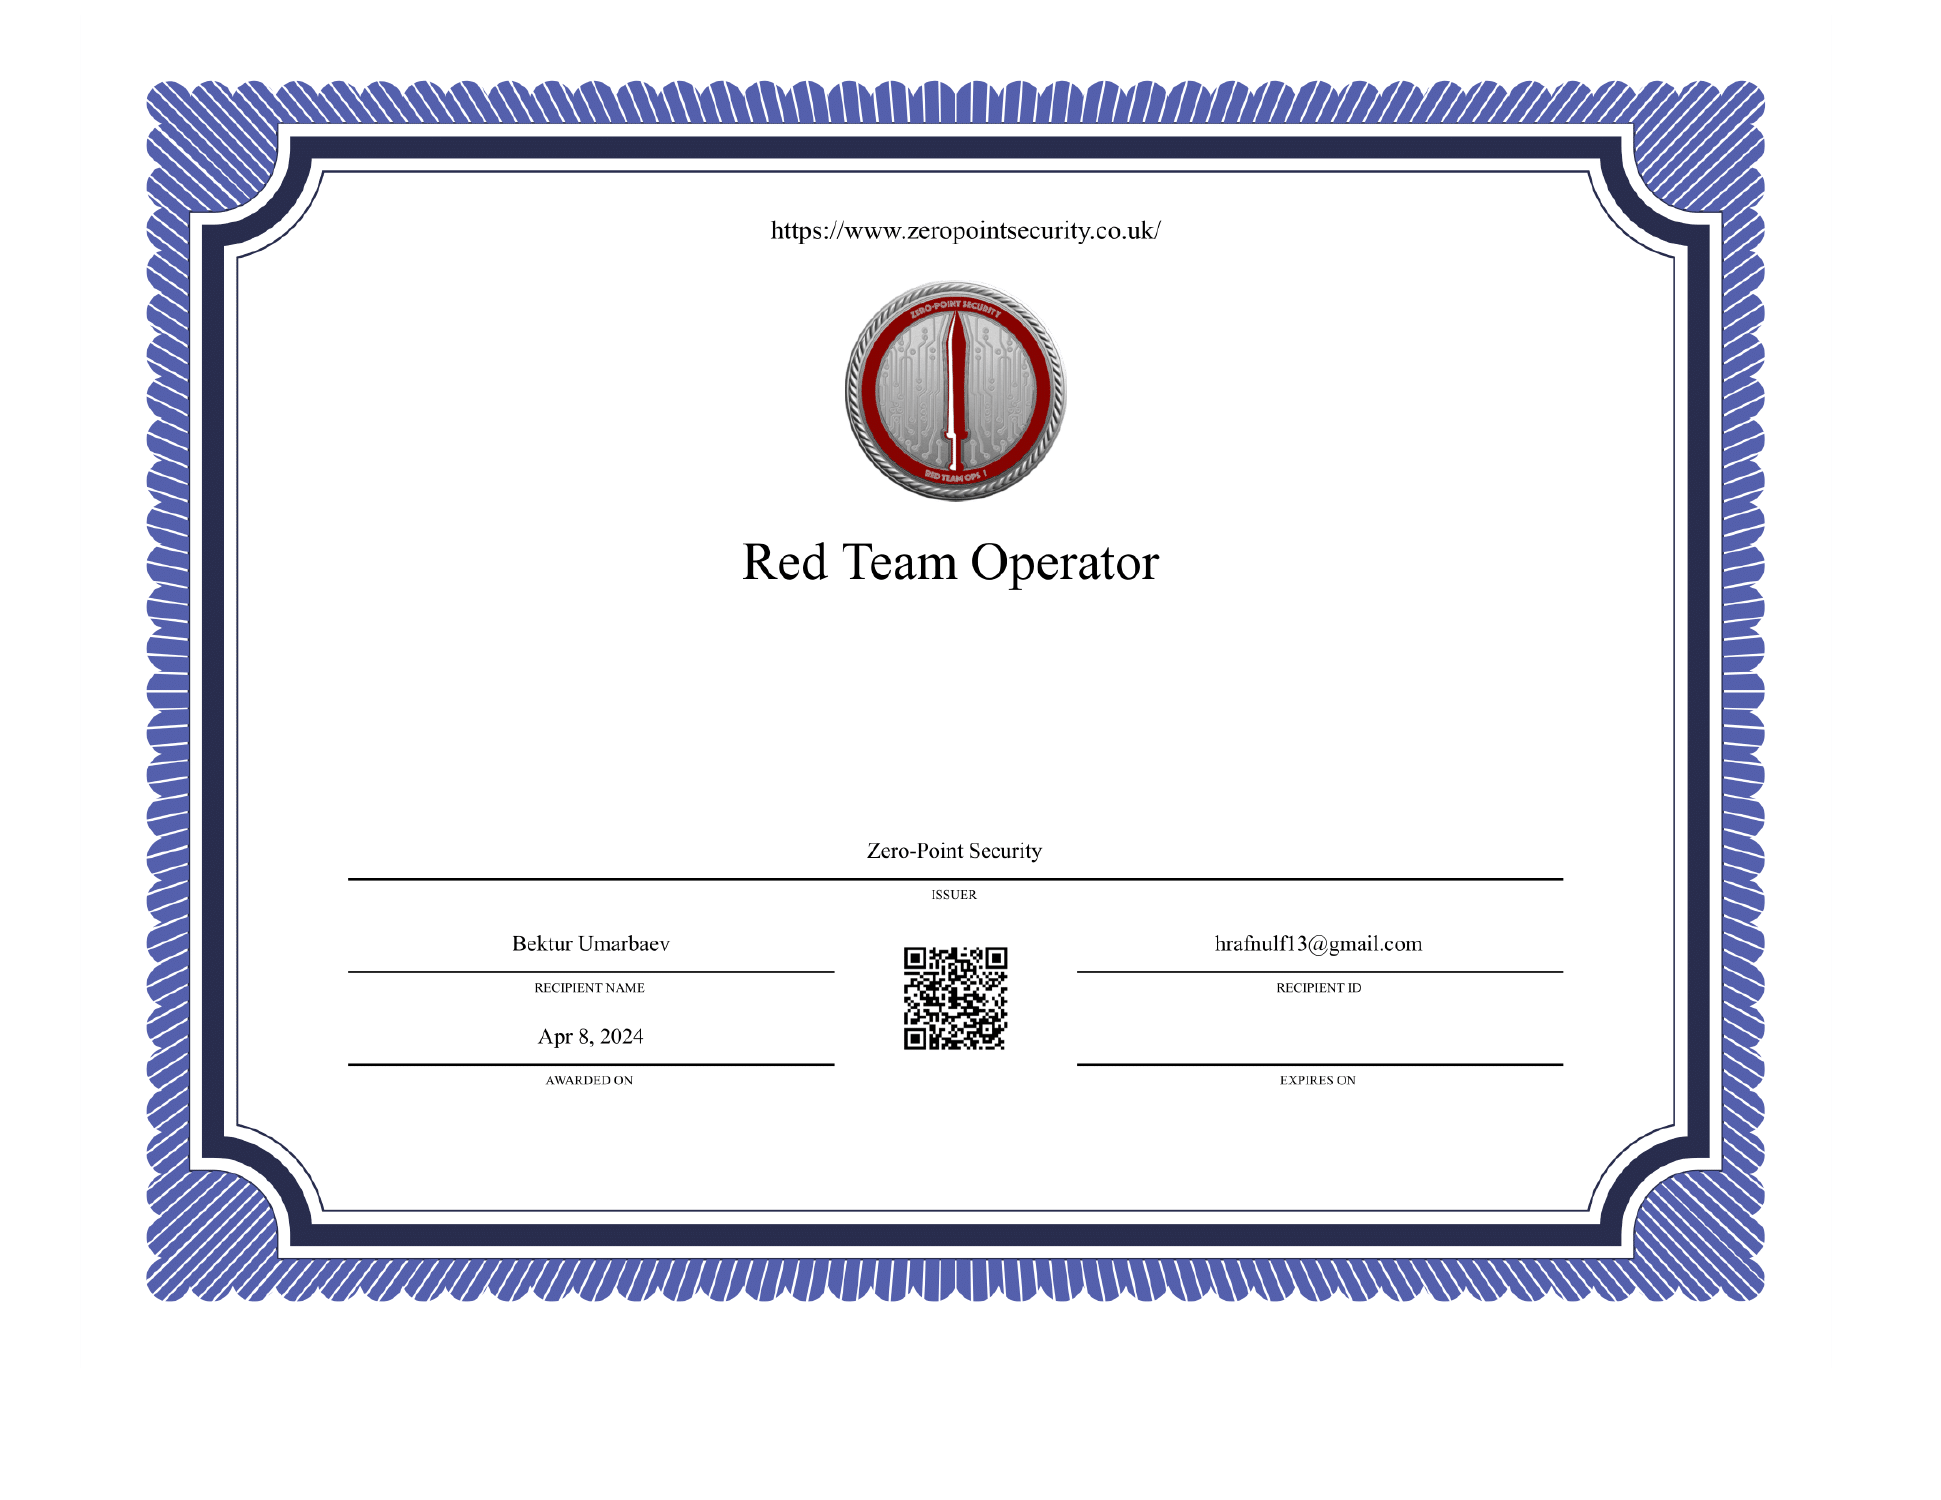 https://www.zeropointsecurity.co.uk/
ZERO-POINT SECURITY
RED TEAM OPS I
Red Team Operator
Zero-Point Security
ISSUER
Bektur Umarbaev
RECIPIENT NAME
hrafnulf13@gmail.com
RECIPIENT ID
Apr 8, 2024
AWARDED ON
EXPIRES ON